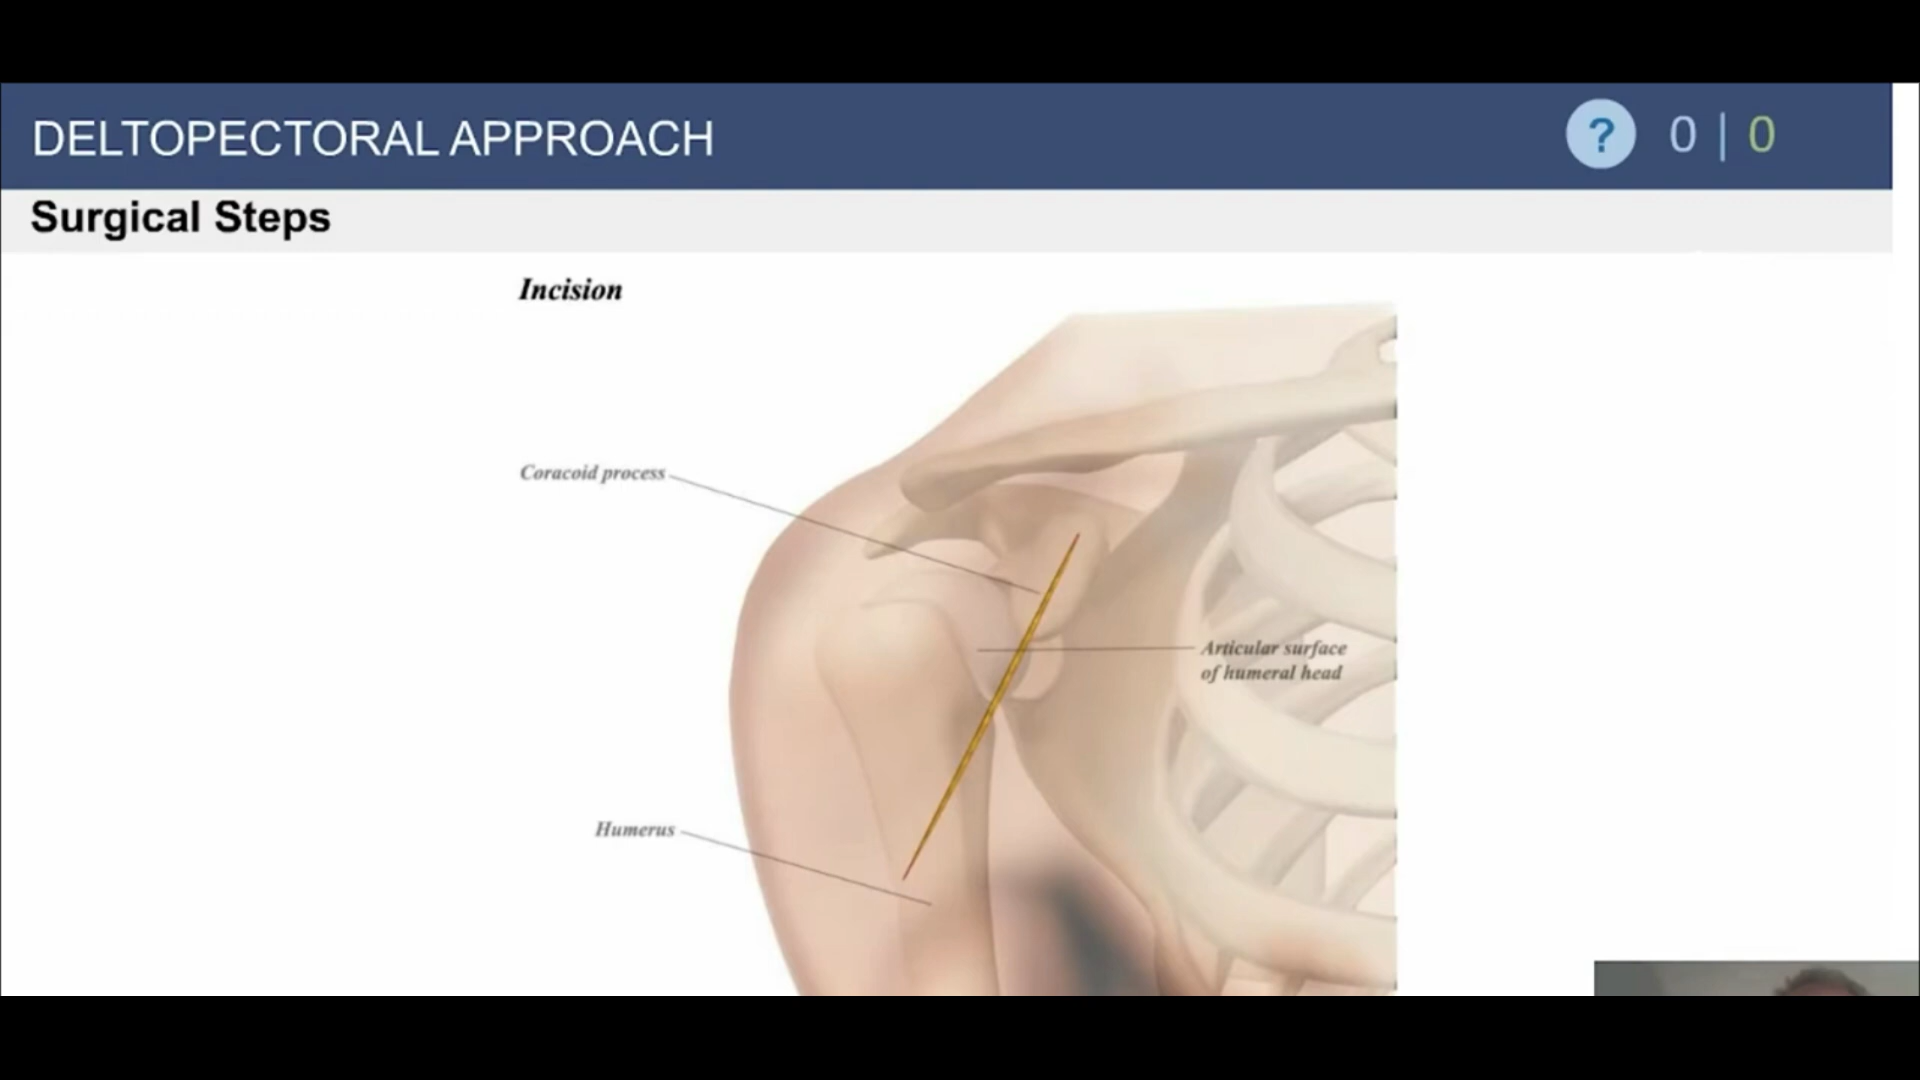 DELTOPECTORAL APPROACH
? 0 | 0
Surgical Steps
Incision
Coracoid process
Articular surface
of humeral head
Humerus